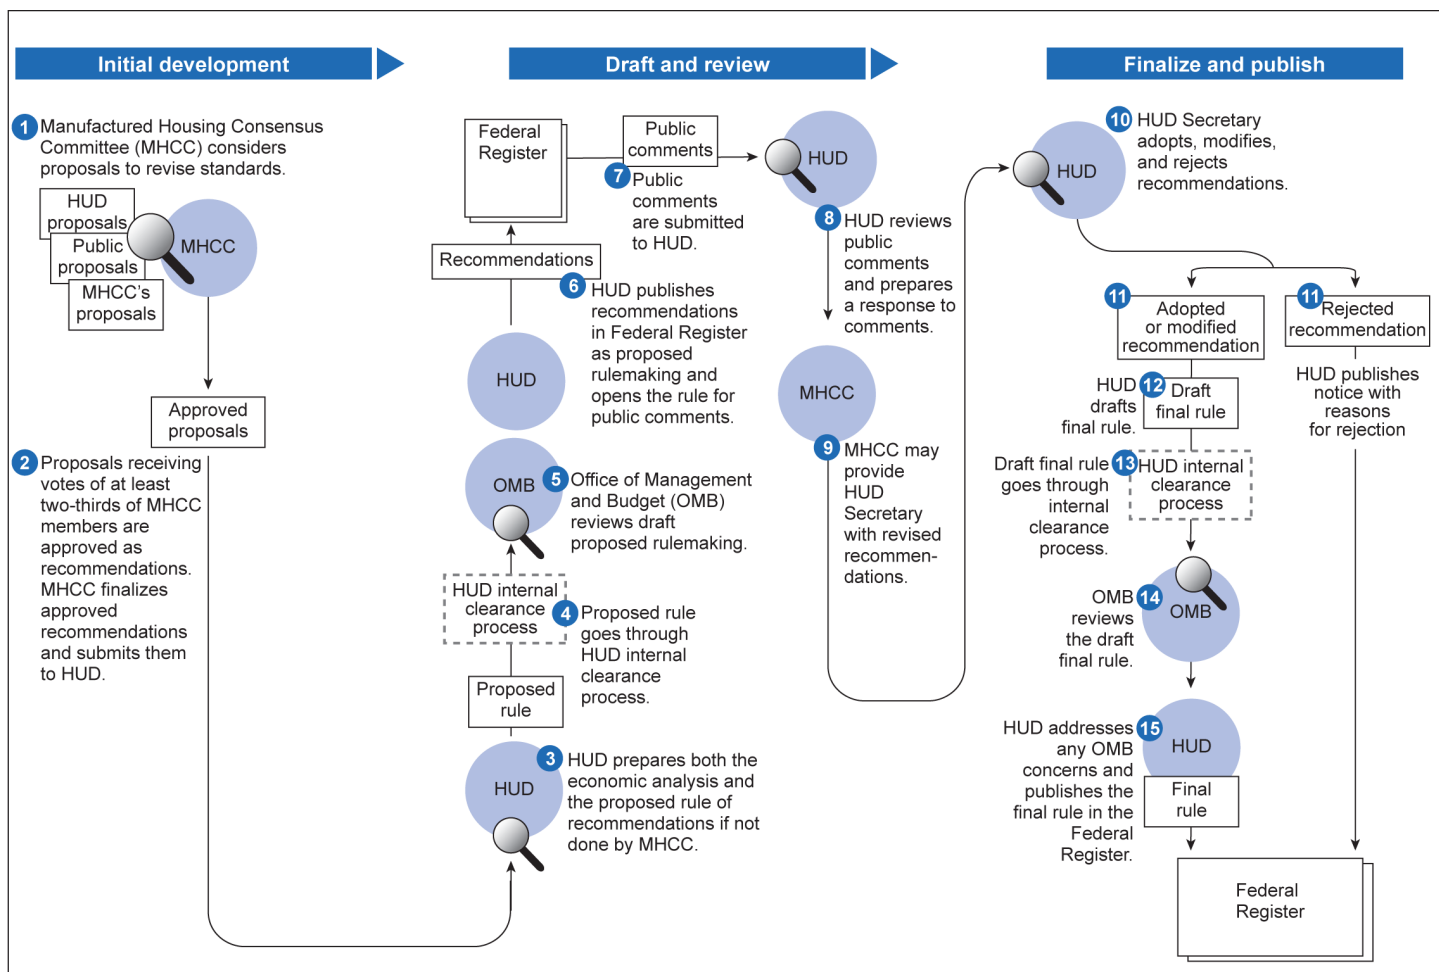 Initial development
1
Manufactured Housing Consensus
Committee (MHCC) considers
proposals to revise standards.
HUD
proposals
Public
proposals
MHCC's
proposals
MHCC
Approved
proposals
2
Proposals receiving
votes of at least
two-thirds of MHCC
members are
approved as
recommendations.
MHCC finalizes
approved
recommendations
and submits them
to HUD.
Draft and review
3
HUD
HUD prepares both the
economic analysis and
the proposed rule of
recommendations if not
done by MHCC.
Proposed
rule
HUD internal
clearance
process
4
Proposed rule
goes through
HUD internal
clearance
process.
OMB
5
Office of Management
and Budget (OMB)
reviews draft
proposed rulemaking.
HUD
Recommendations
6
HUD publishes
recommendations
in Federal Register
as proposed
rulemaking and
opens the rule for
public comments.
Federal
Register
Public
comments
7
Public
comments
are submitted
to HUD.
HUD
8
HUD reviews
public
comments
and prepares
a response to
comments.
MHCC
9
MHCC may
provide
HUD
Secretary
with revised
recommen-
dations.
Finalize and publish
HUD
10
HUD Secretary
adopts, modifies,
and rejects
recommendations.
11
Adopted
or modified
recommendation
11
Rejected
recommendation
HUD publishes
notice with
reasons
for rejection
HUD
drafts
final rule.
12
Draft
final rule
Draft final rule
goes through
internal
clearance
process.
13
HUD internal
clearance
process
OMB
reviews
the draft
final rule.
14
OMB
HUD addresses
any OMB
concerns and
publishes the
final rule in the
Federal
Register.
15
HUD
Final
rule
Federal
Register